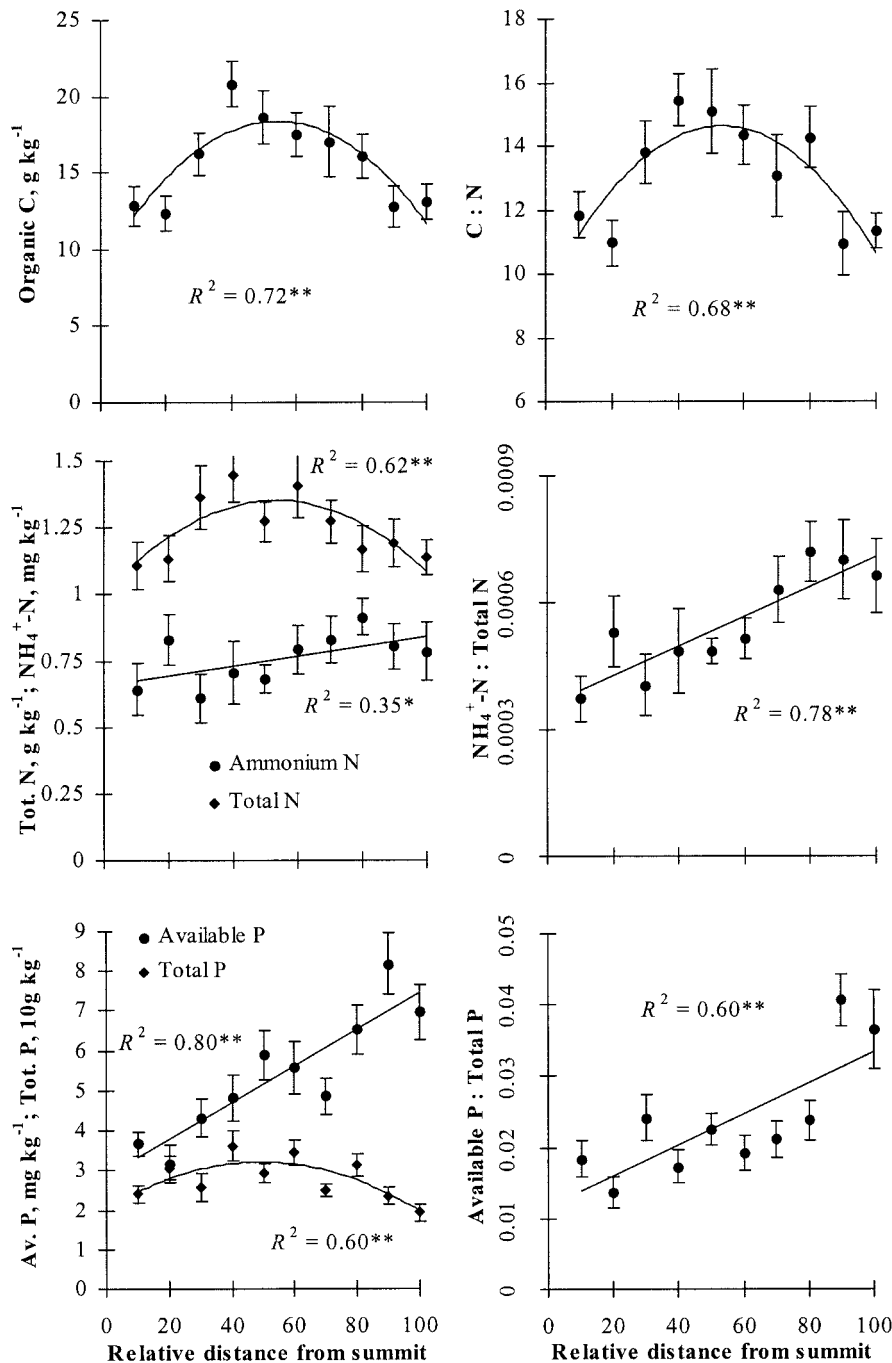 25
20
15
10
5
0
Organic C, g kg⁻¹
R² = 0.72**
18
16
14
12
10
8
6
C : N
R² = 0.68**
1.5
1.25
1
0.75
0.5
0.25
0
Tot. N, g kg⁻¹; NH₄⁺-N, mg kg⁻¹
R² = 0.62**
R² = 0.35*
Ammonium N
Total N
0.0009
0.0006
0.0003
0
NH₄⁺-N : Total N
R² = 0.78**
9
8
7
6
5
4
3
2
1
0
Av. P, mg kg⁻¹; Tot. P, 10g kg⁻¹
Available P
Total P
R² = 0.80**
R² = 0.60**
0 20 40 60 80 100
Relative distance from summit
0.05
0.04
0.03
0.02
0.01
0
Available P : Total P
R² = 0.60**
0 20 40 60 80 100
Relative distance from summit